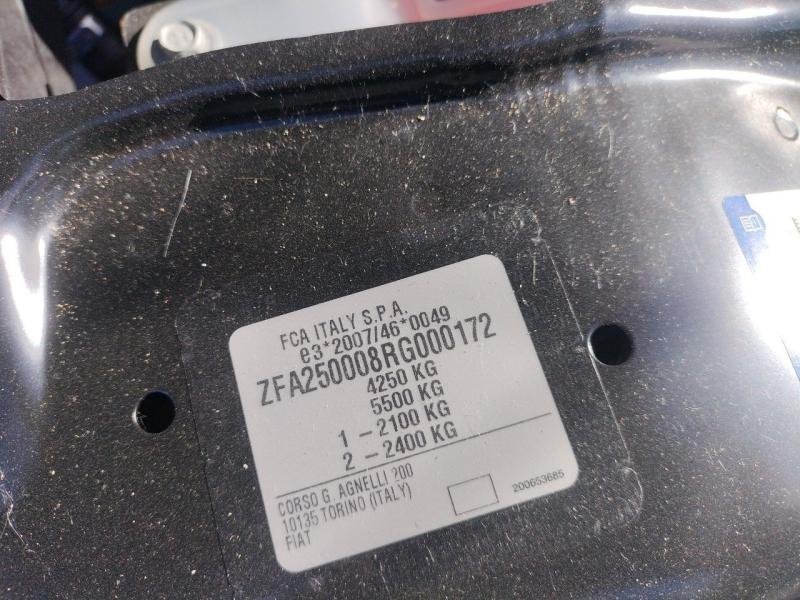 FCA ITALY S.P.A.
e3*2007/46*0049
ZFA250008RG000172
4250 KG
5500 KG
1 - 2100 KG
2 - 2400 KG
CORSO G. AGNELLI 200
10135 TORINO (ITALY)
FIAT
200653685